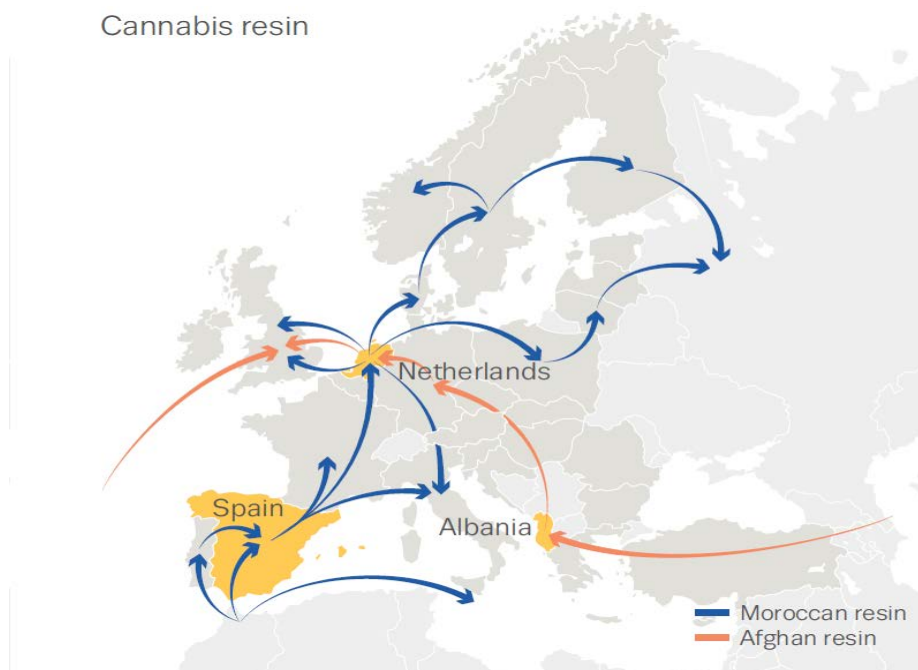 Cannabis resin
Netherlands
Spain
Albania
Moroccan resin
Afghan resin